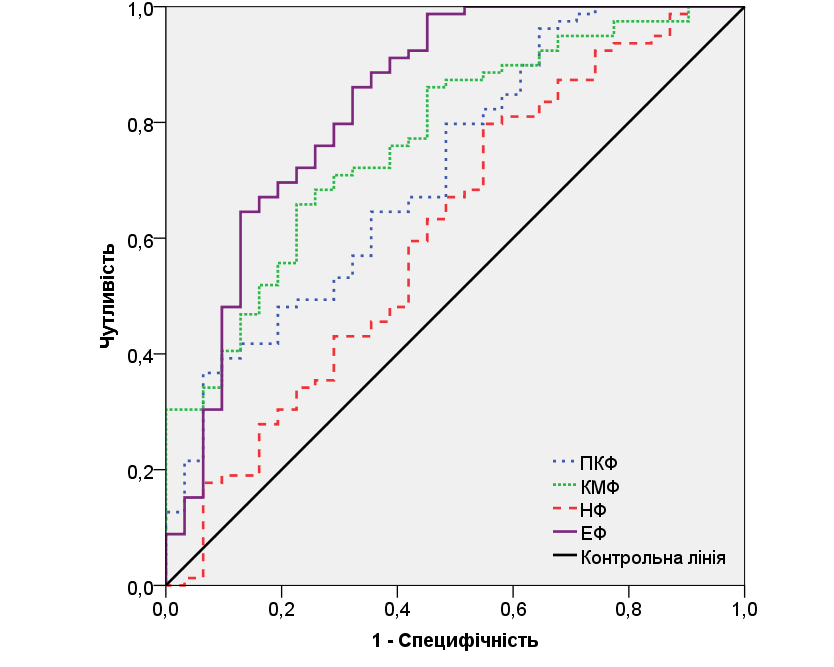 1,0
0,8
0,6
0,4
0,2
0,0
Чутливість
ПКФ
КМФ
НФ
ЕФ
Контрольна лінія
0,0 0,2 0,4 0,6 0,8 1,0
1 - Специфічність